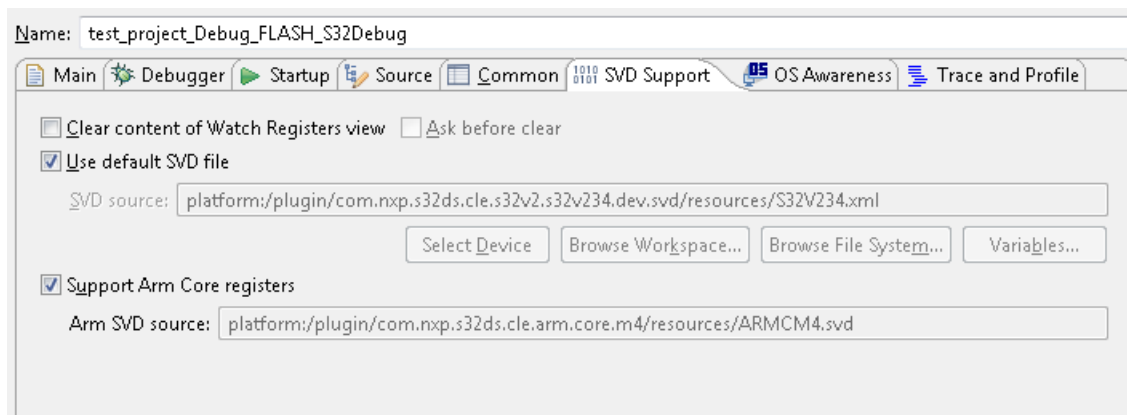 Name: test_project_Debug_FLASH_S32Debug
Main Debugger Startup Source Common 1010 0101 SVD Support OS OS Awareness Trace and Profile
Clear content of Watch Registers view Ask before clear
Use default SVD file
SVD source: platform:/plugin/com.nxp.s32ds.cle.s32v2.s32v234.dev.svd/resources/S32V234.xml
Select Device Browse Workspace... Browse File System... Variables...
Support Arm Core registers
Arm SVD source: platform:/plugin/com.nxp.s32ds.cle.arm.core.m4/resources/ARMCM4.svd